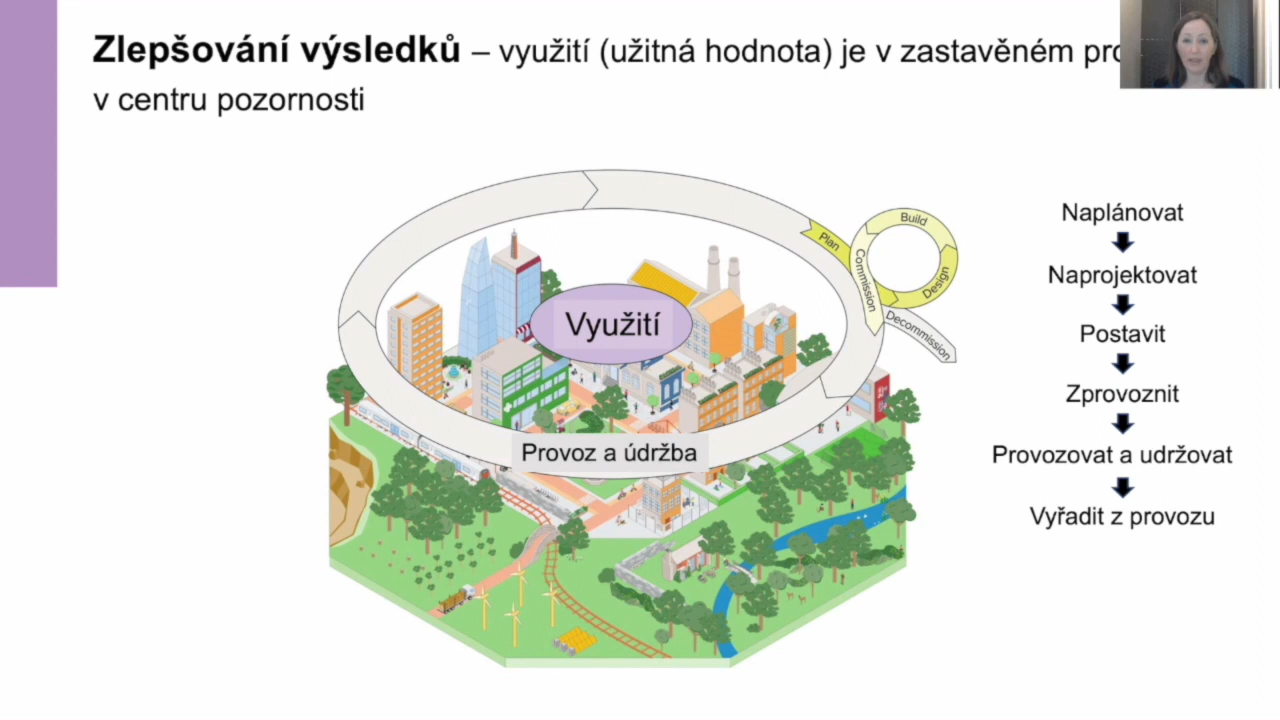 Zlepšování výsledků – využití (užitná hodnota) je v zastavěném
v centru pozornosti
Build
Plan
Commission
Design
Decommission
Využití
Provoz a údržba
Naplánovat
Naprojektovat
Postavit
Zprovoznit
Provozovat a udržovat
Vyřadit z provozu